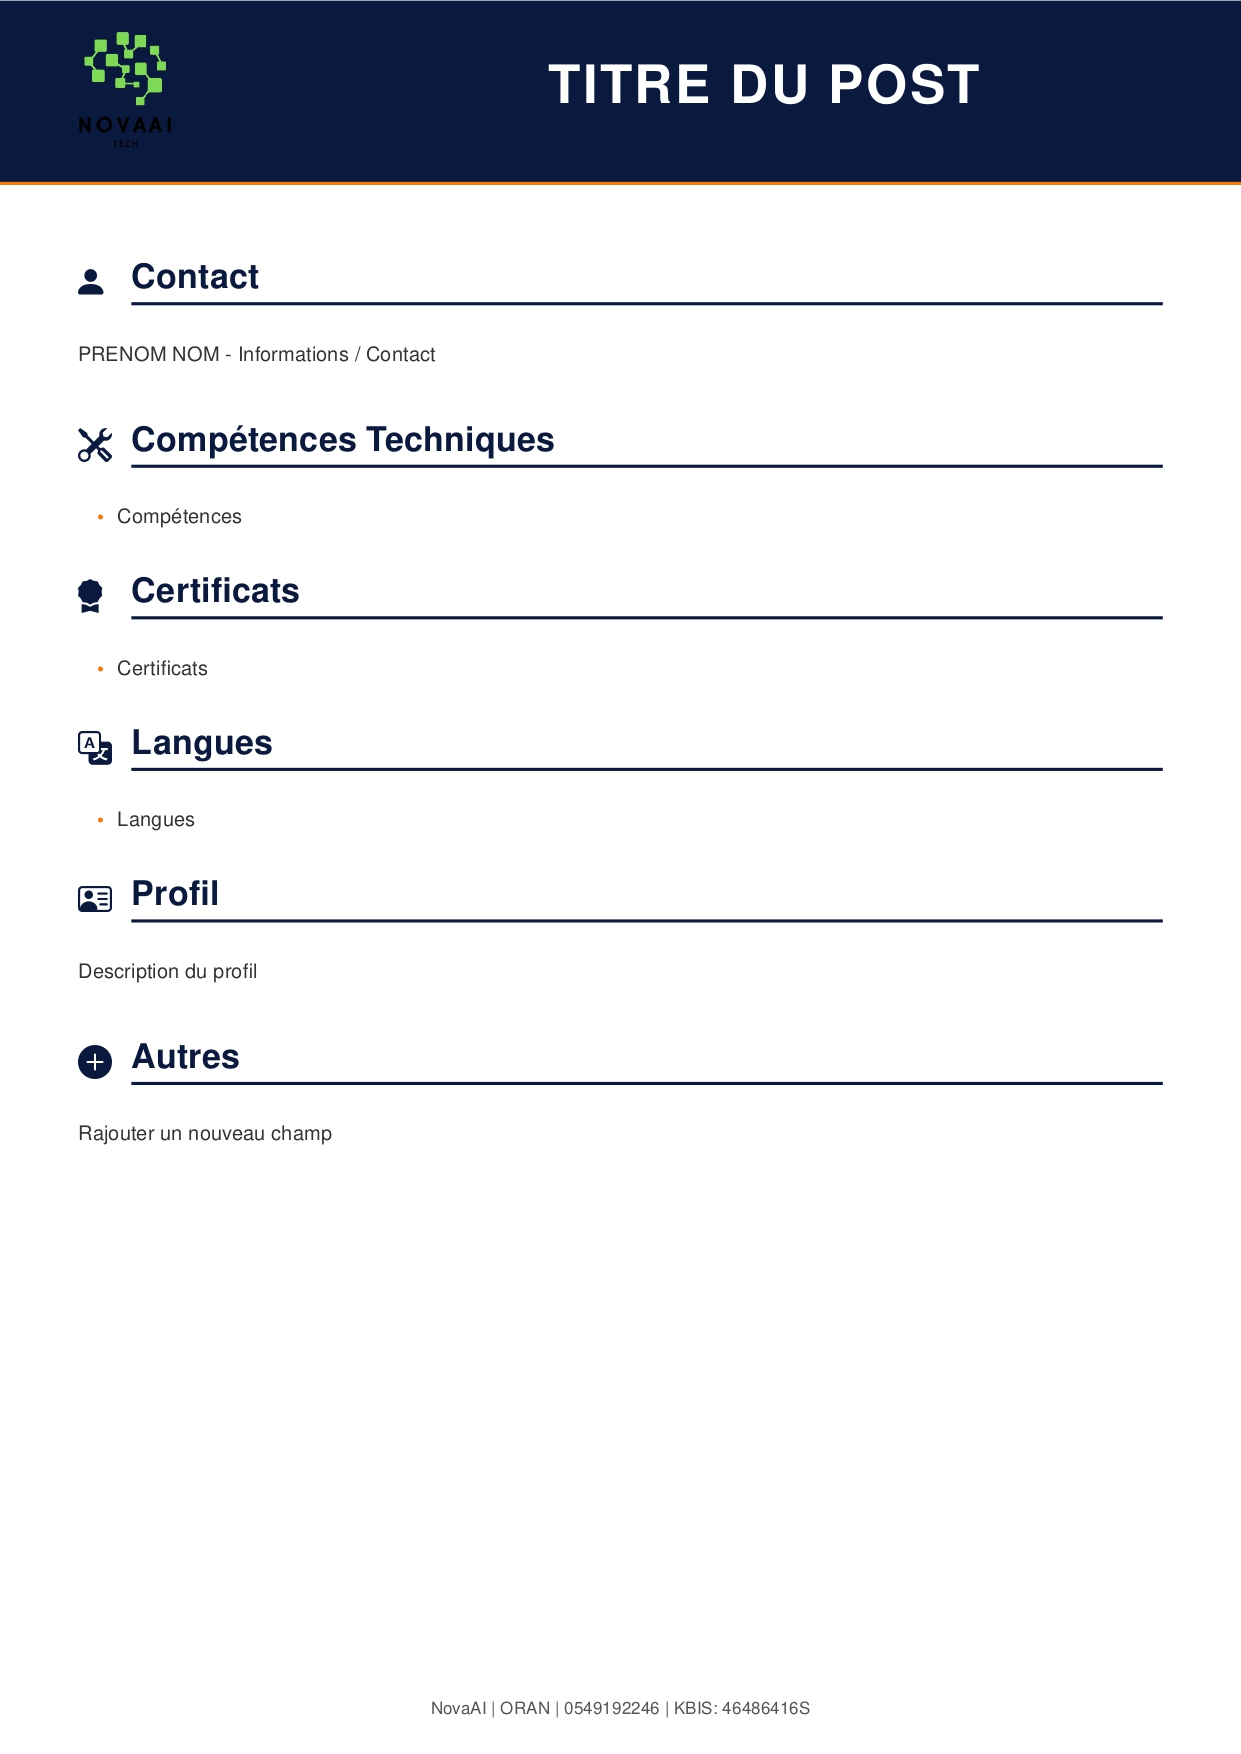 NOVAAI
TECH
TITRE DU POST
Contact
PRENOM NOM - Informations / Contact
Compétences Techniques
• Compétences
Certificats
• Certificats
A 文
Langues
• Langues
Profil
Description du profil
Autres
Rajouter un nouveau champ
NovaAI | ORAN | 0549192246 | KBIS: 46486416S